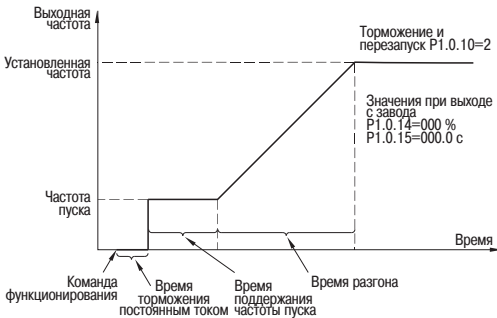 Выходная
частота
Торможение и
перезапуск P1.0.10=2
Установленная
частота
Значения при выходе
с завода
P1.0.14=000 %
P1.0.15=000.0 с
Частота
пуска
Время
Команда
функционирования
Время
торможения
постоянным током
Время
поддержания
частоты пуска
Время разгона